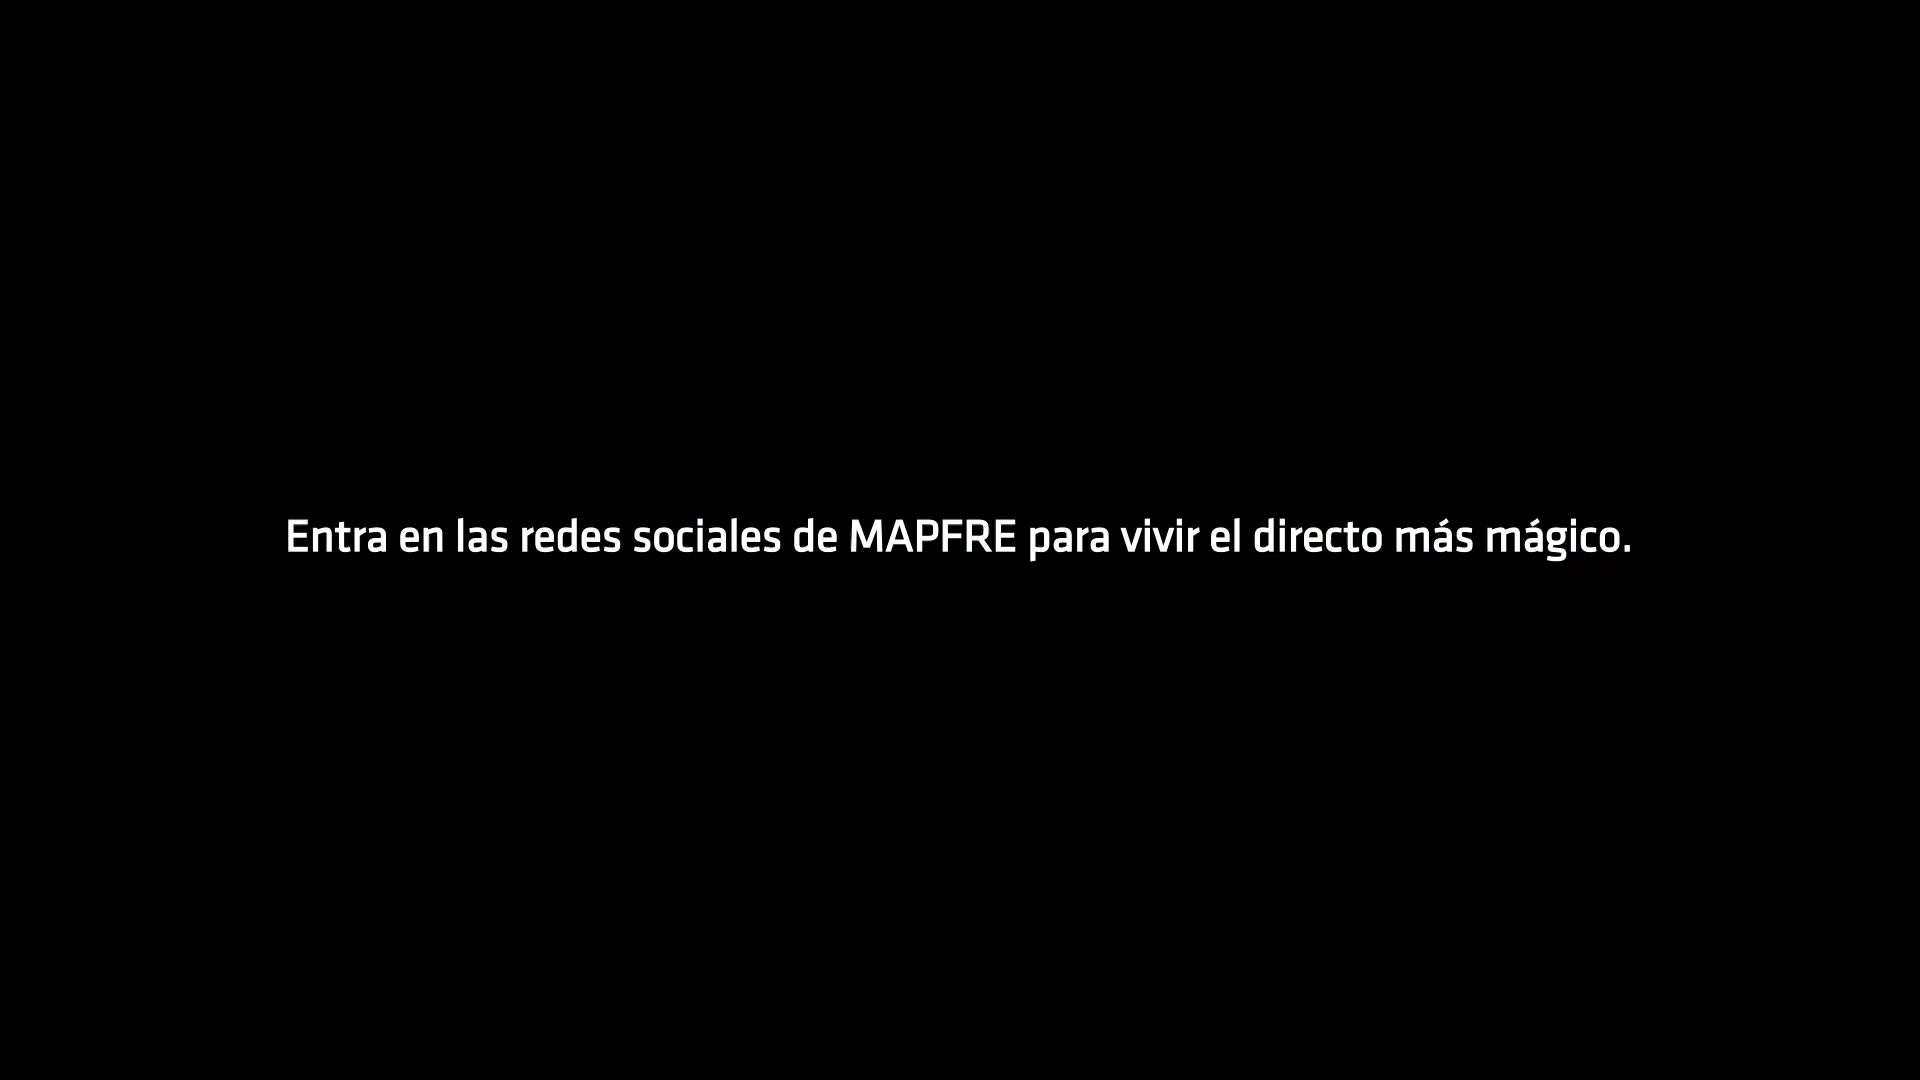 Entra en las redes sociales de MAPFRE para vivir el directo más mágico.